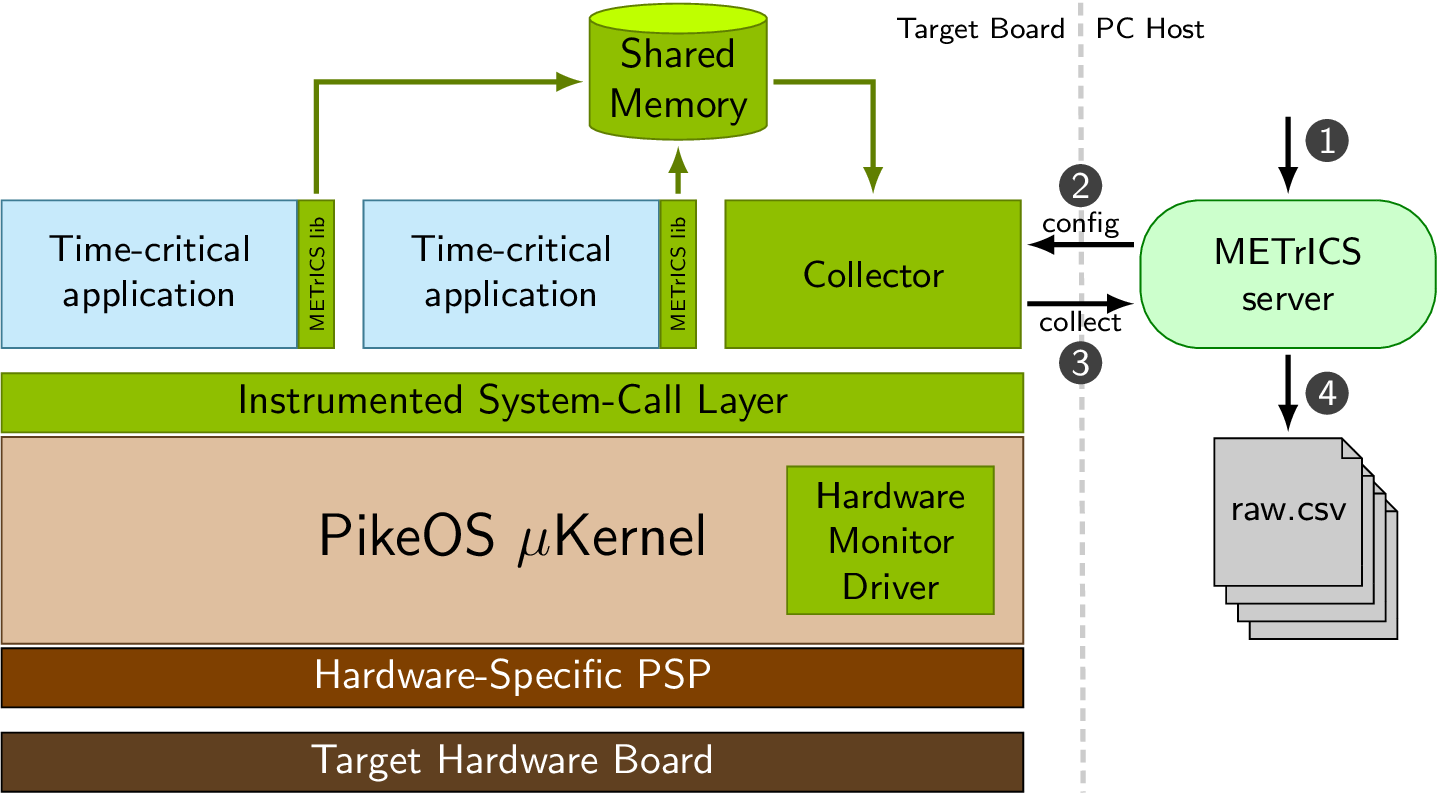 Target Board
PC Host
Shared
Memory
1
2
config
Time-critical
application
METrICS lib
Time-critical
application
METrICS lib
Collector
METrICS
server
collect
3
4
Instrumented System-Call Layer
PikeOS μKernel
Hardware
Monitor
Driver
raw.csv
Hardware-Specific PSP
Target Hardware Board